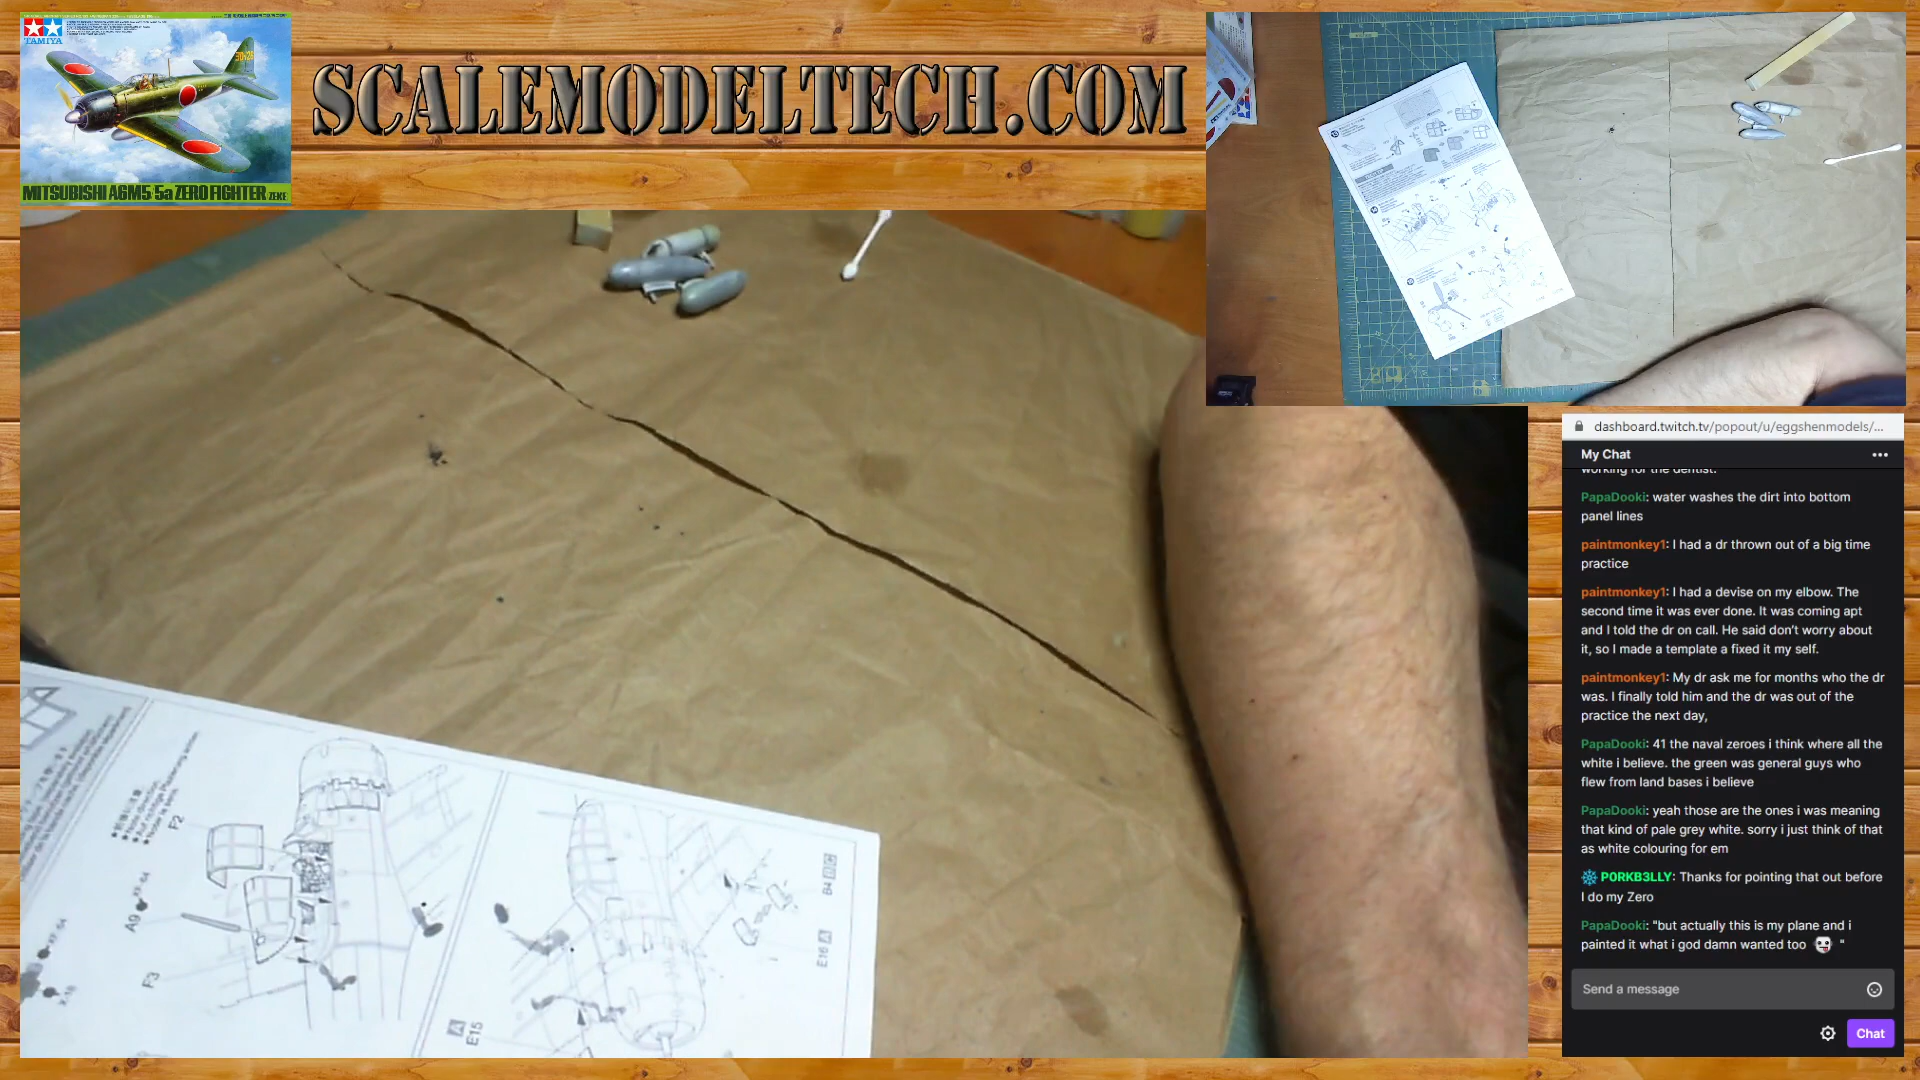 TAMIYA
MITSUBISHI A6M5/5a ZERO FIGHTER ZEKE
SCALEMODELTECH.COM
dashboard.twitch.tv/popout/u/eggshenmodels/...
My Chat
working for the dentist.
PapaDooki: water washes the dirt into bottom
panel lines
paintmonkey1: I had a dr thrown out of a big time
practice
paintmonkey1: I had a devise on my elbow. The
second time it was ever done. It was coming apt
and I told the dr on call. He said don't worry about
it, so I made a template a fixed it my self.
paintmonkey1: My dr ask me for months who the dr
was. I finally told him and the dr was out of the
practice the next day,
PapaDooki: 41 the naval zeroes i think where all the
white i believe. the green was general guys who
flew from land bases i believe
PapaDooki: yeah those are the ones i was meaning
that kind of pale grey white. sorry i just think of that
as white colouring for em
P0RKB3LLY: Thanks for pointing that out before
I do my Zero
PapaDooki: "but actually this is my plane and i
painted it what i god damn wanted too "
Send a message
Chat
F2
A9
F3
A
E15
B4
E16 A